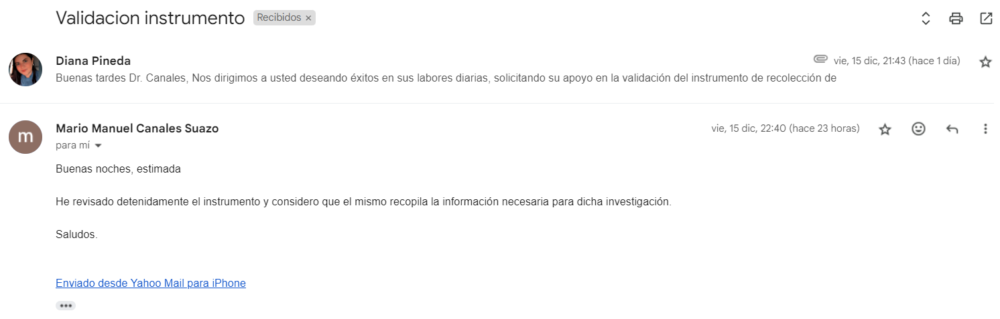 Validacion instrumento Recibidos ×
Diana Pineda vie, 15 dic, 21:43 (hace 1 día)
Buenas tardes Dr. Canales, Nos dirigimos a usted deseando éxitos en sus labores diarias, solicitando su apoyo en la validación del instrumento de recolección de
m
Mario Manuel Canales Suazo vie, 15 dic, 22:40 (hace 23 horas)
para mí
Buenas noches, estimada
He revisado detenidamente el instrumento y considero que el mismo recopila la información necesaria para dicha investigación.
Saludos.
Enviado desde Yahoo Mail para iPhone